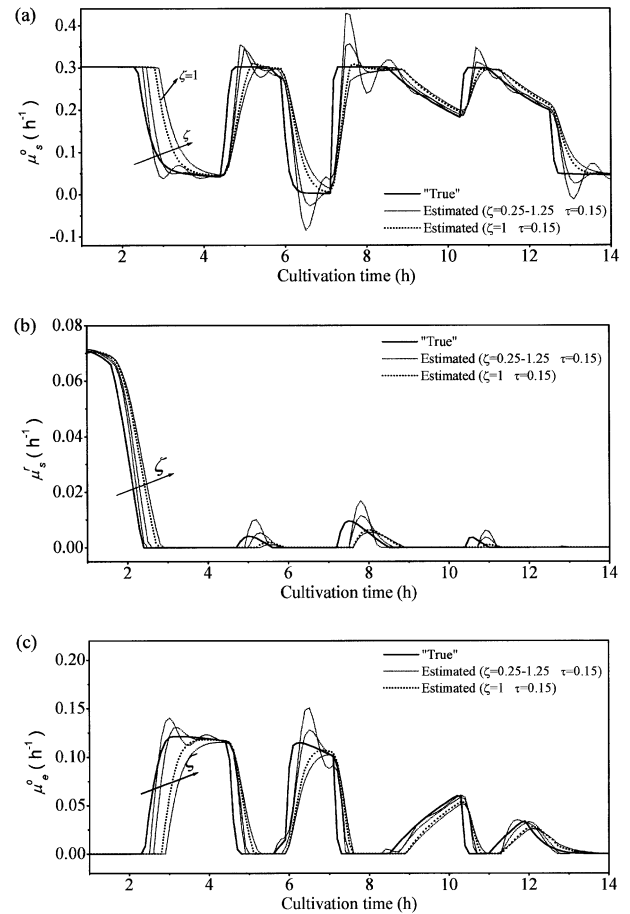 (a)
0.4
0.3
0.2
0.1
0.0
-0.1
μ°ₛ (h⁻¹)
ζ=1
ζ
"True"
Estimated (ζ=0.25-1.25 τ=0.15)
Estimated (ζ=1 τ=0.15)
2 4 6 8 10 12 14
Cultivation time (h)
(b)
0.08
0.06
0.04
0.02
0.00
μʳₛ (h⁻¹)
ζ
"True"
Estimated (ζ=0.25-1.25 τ=0.15)
Estimated (ζ=1 τ=0.15)
2 4 6 8 10 12 14
Cultivation time (h)
(c)
0.20
0.15
0.10
0.05
0.00
μ°ₑ (h⁻¹)
ζ
"True"
Estimated (ζ=0.25-1.25 τ=0.15)
Estimated (ζ=1 τ=0.15)
2 4 6 8 10 12 14
Cultivation time (h)